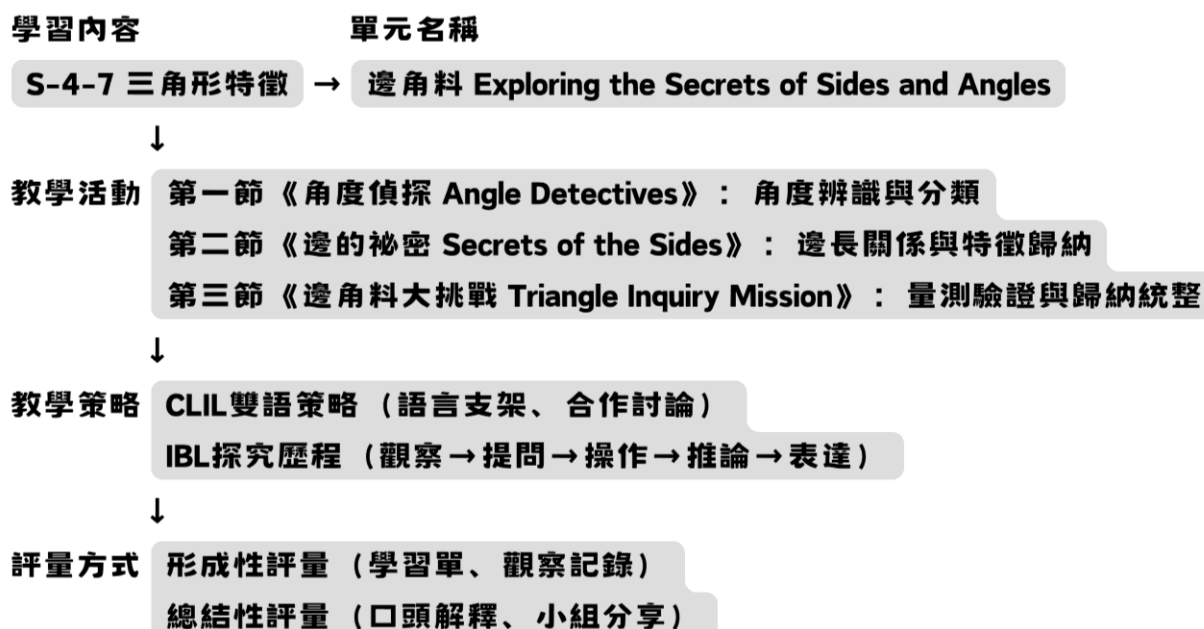 學習內容 單元名稱
S-4-7 三角形特徵 → 邊角料 Exploring the Secrets of Sides and Angles
↓
教學活動 第一節《角度偵探 Angle Detectives》： 角度辨識與分類
第二節《邊的祕密 Secrets of the Sides》： 邊長關係與特徵歸納
第三節《邊角料大挑戰 Triangle Inquiry Mission》： 量測驗證與歸納統整
↓
教學策略 CLIL雙語策略（語言支架、合作討論）
IBL探究歷程（觀察→提問→操作→推論→表達）
↓
評量方式 形成性評量（學習單、觀察記錄）
總結性評量（口頭解釋、小組分享）